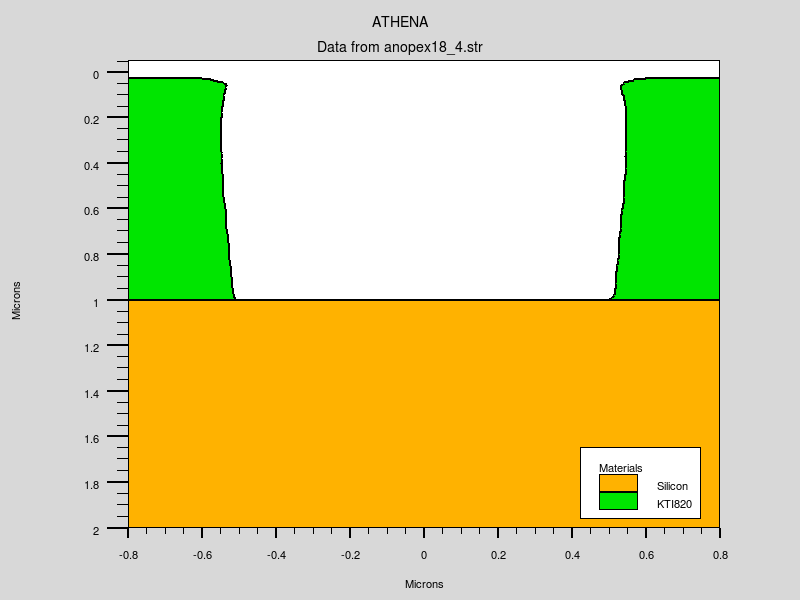 ATHENA
Data from anopex18_4.str
0
0.2
0.4
0.6
0.8
1
1.2
1.4
1.6
1.8
2
Microns
Materials
Silicon
KTI820
-0.8 -0.6 -0.4 -0.2 0 0.2 0.4 0.6 0.8
Microns